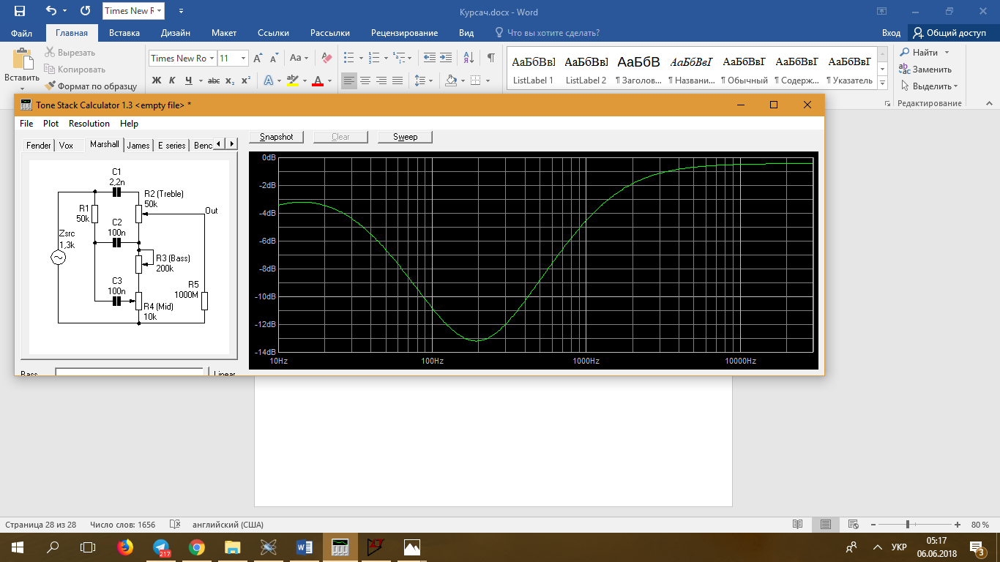 Times New R
Курсач.docx - Word
Файл Главная Вставка Дизайн Макет Ссылки Рассылки Рецензирование Вид Что вы хотите сделать? Вход Общий доступ
Вставить
Вырезать
Копировать
Формат по образцу
Times New Ro 11 Aa
Ж К Ч abc x₂ x² А ab А
АаБбВвІ АаБбВвІ АаБбВ АаБбВвГ АаБбВвГ АаБбВвГ АаБбВвГ
ListLabel 1 ListLabel 2 ¶ Заголов... ¶ Названи... ¶ Обычный ¶ Содерж... ¶ Указатель
Найти
Заменить
Выделить
Редактирование
Tone Stack Calculator 1.3 <empty file> *
File Plot Resolution Help
Fender Vox Marshall James E series Benc
Snapshot Clear Sweep
C1
2,2n
R2 (Treble)
50k
R1
50k
Out
C2
100n
Zsrc
1,3k
R3 (Bass)
200k
C3
100n
R5
1000M
R4 (Mid)
10k
Bass Linear
0dB
-2dB
-4dB
-6dB
-8dB
-10dB
-12dB
-14dB
10Hz 100Hz 1000Hz 10000Hz
Страница 28 из 28 Число слов: 1656 английский (США) 80 %
217
УКР
05:17
06.06.2018
3